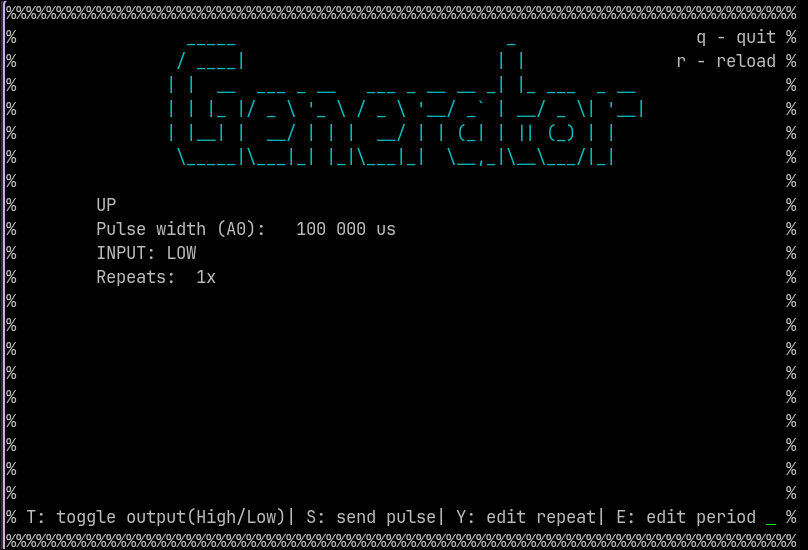 q - quit
r - reload
Generator
UP
Pulse width (A0):   100 000 us
INPUT: LOW
Repeats:  1x
T: toggle output(High/Low)| S: send pulse| Y: edit repeat| E: edit period _